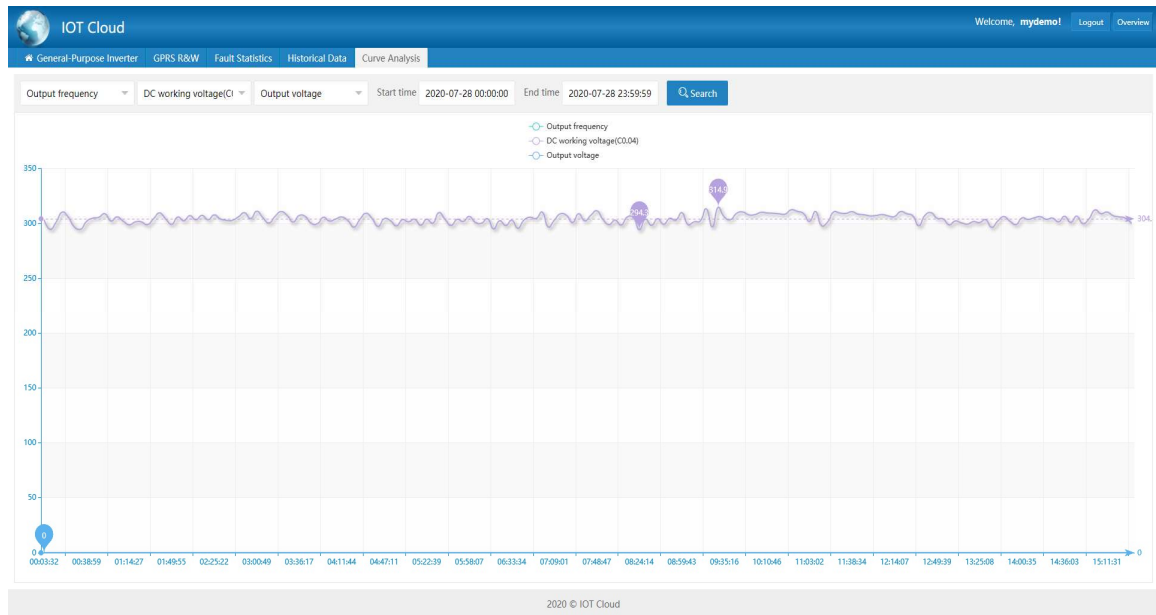 IOT Cloud
Welcome, mydemo! Logout Overview
General-Purpose Inverter GPRS R&W Fault Statistics Historical Data Curve Analysis
Output frequency DC working voltage(C( Output voltage Start time 2020-07-28 00:00:00 End time 2020-07-28 23:59:59 Search
Output frequency
DC working voltage(C0.04)
Output voltage
350
314.9
294.3
300
304.
250
200
150
100
50
0
0 0
00:03:32 00:38:59 01:14:27 01:49:55 02:25:22 03:00:49 03:36:17 04:11:44 04:47:11 05:22:39 05:58:07 06:33:34 07:09:01 07:48:47 08:24:14 08:59:43 09:35:16 10:10:46 11:03:02 11:38:34 12:14:07 12:49:39 13:25:08 14:00:35 14:36:03 15:11:31
2020 © IOT Cloud